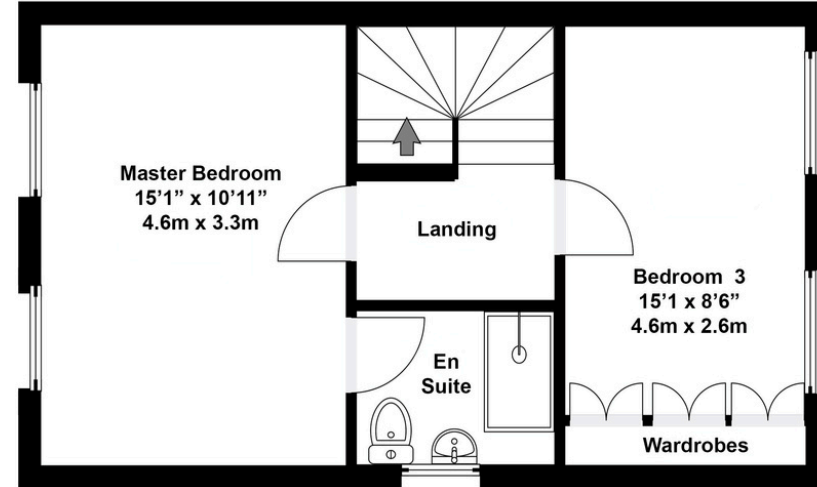 Master Bedroom
15’1” x 10’11”
4.6m x 3.3m
Landing
Bedroom 3
15’1 x 8’6”
4.6m x 2.6m
En
Suite
Wardrobes